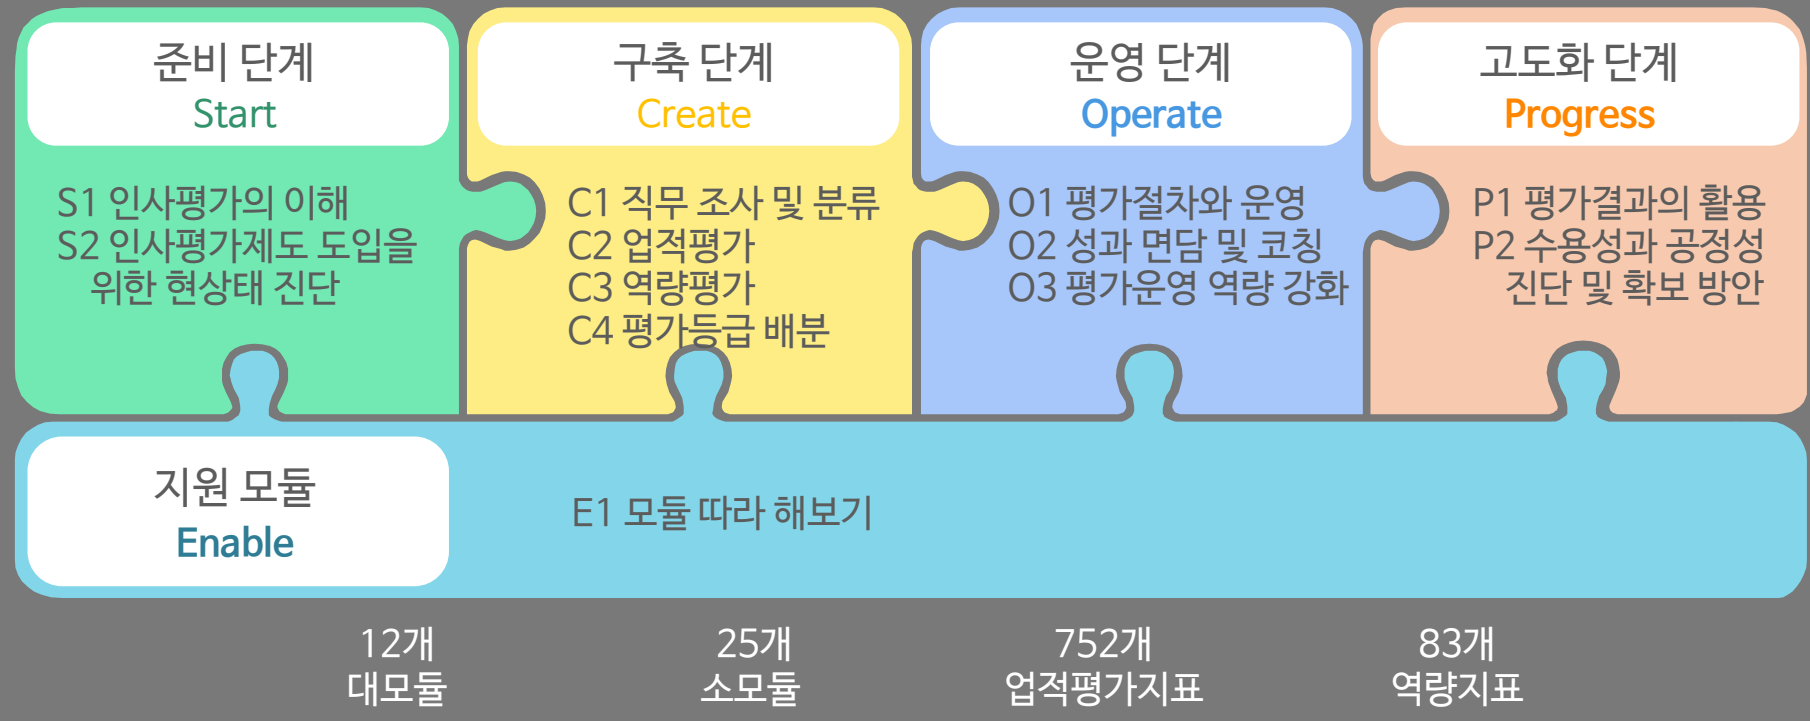 준비 단계
Start
S1 인사평가의 이해
S2 인사평가제도 도입을
위한 현상태 진단
구축 단계
Create
C1 직무 조사 및 분류
C2 업적평가
C3 역량평가
C4 평가등급 배분
운영 단계
Operate
O1 평가절차와 운영
O2 성과 면담 및 코칭
O3 평가운영 역량 강화
고도화 단계
Progress
P1 평가결과의 활용
P2 수용성과 공정성
진단 및 확보 방안
지원 모듈
Enable
E1 모듈 따라 해보기
12개
대모듈
25개
소모듈
752개
업적평가지표
83개
역량지표